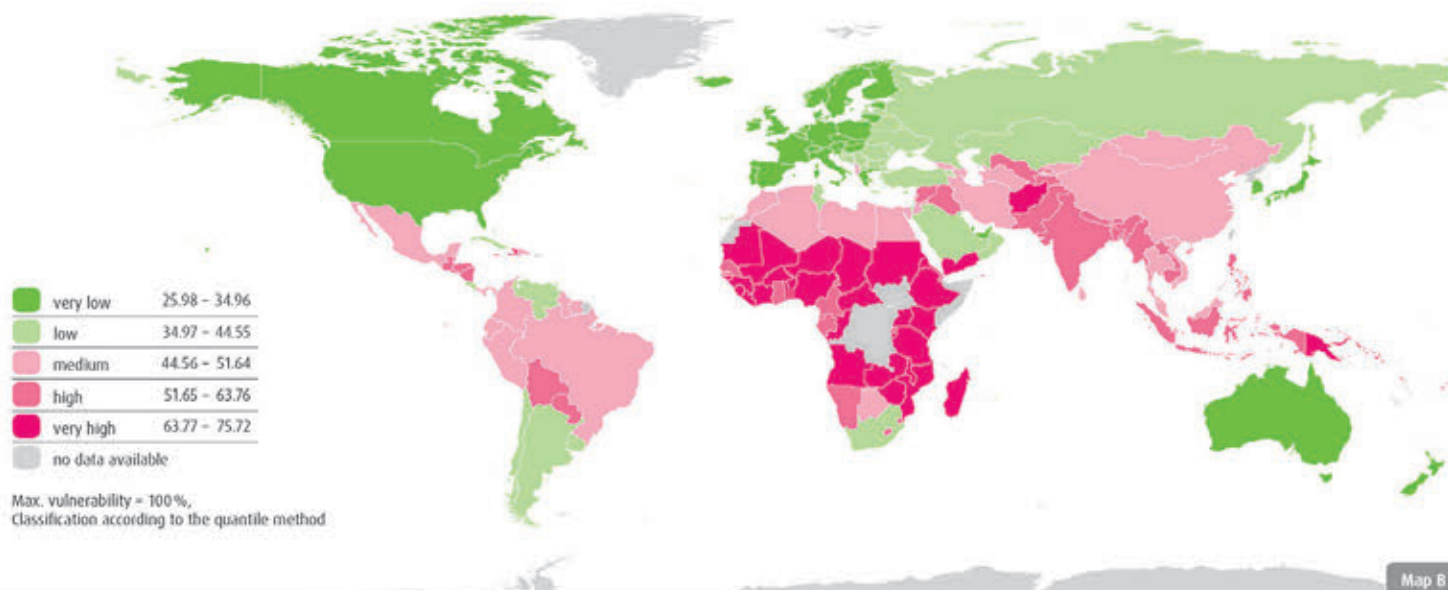 very low 25.98 – 34.96
low 34.97 – 44.55
medium 44.56 – 51.64
high 51.65 – 63.76
very high 63.77 – 75.72
no data available
Max. vulnerability = 100%,
Classification according to the quantile method
Map B